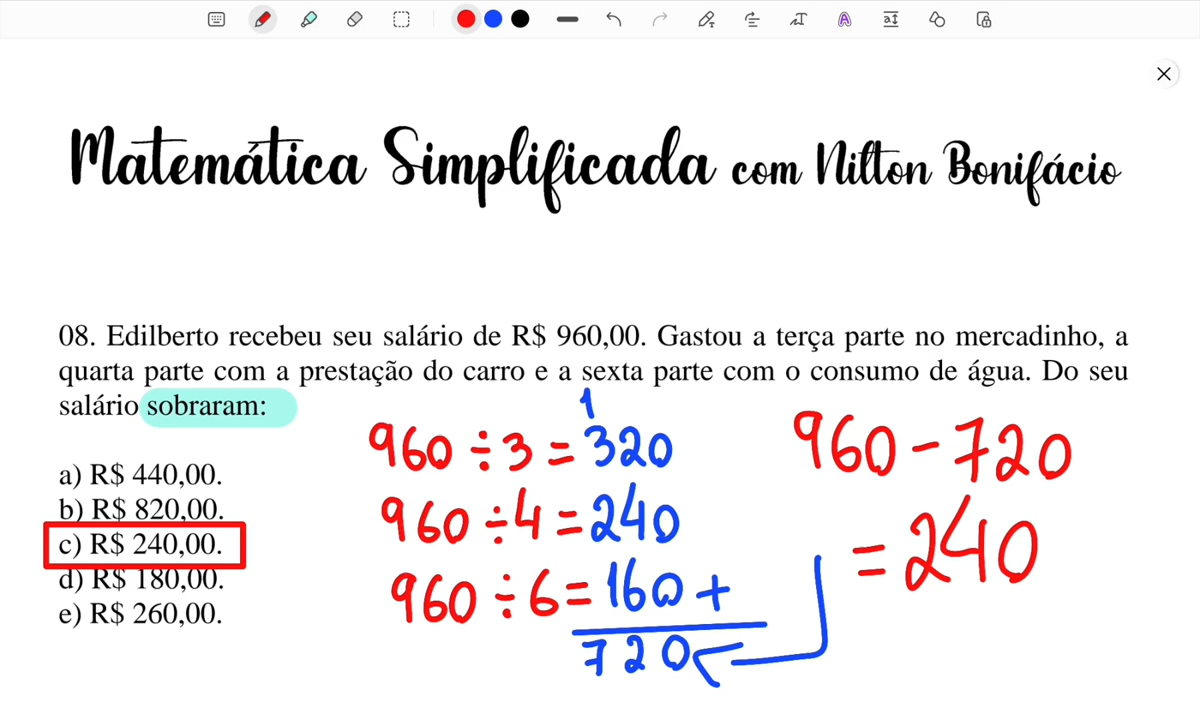 Matemática Simplificada com Nilton Bonifácio
08. Edilberto recebeu seu salário de R$ 960,00. Gastou a terça parte no mercadinho, a
quarta parte com a prestação do carro e a sexta parte com o consumo de água. Do seu
salário sobraram:
a) R$ 440,00.
b) R$ 820,00.
c) R$ 240,00.
d) R$ 180,00.
e) R$ 260,00.
1
960 ÷ 3 = 320
960 ÷ 4 = 240
960 ÷ 6 = 160 +
720
960 - 720
= 240